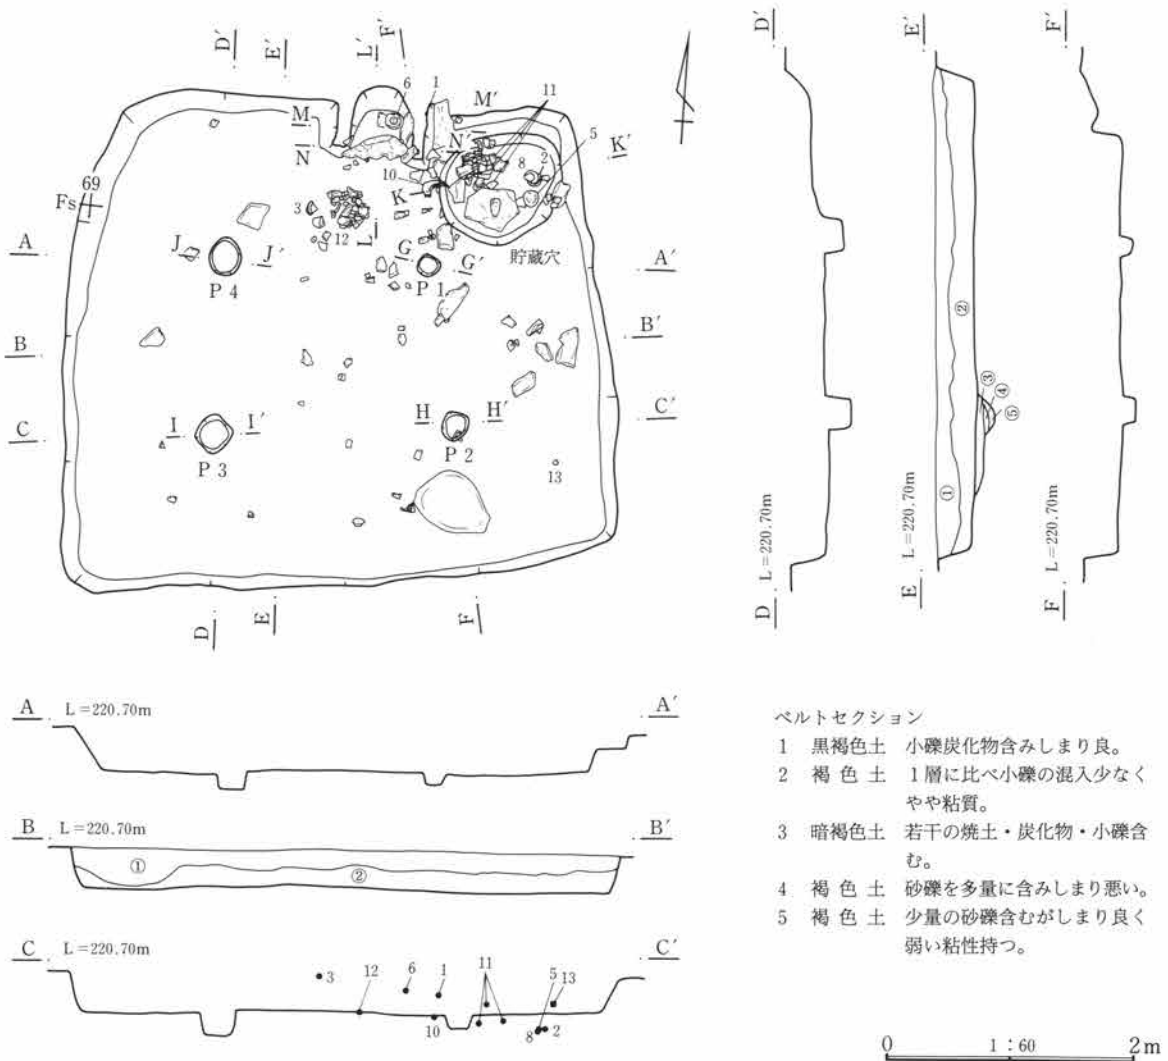 D′
E′
L′
F′
6
1
M′
11
5
K′
M
N
N′
2
8
10
K
69
Fs
3
12
L
貯蔵穴
A
J
J′
G
G′
A′
P 4
P 1
B
B′
C
I
I′
H
H′
C′
P 3
P 2
13
D
E
F
D′
E′
F′
②
③
④
⑤
①
L=220.70m
L=220.70m
L=220.70m
D
E
F
A
L=220.70m
A′
B
L=220.70m
B′
①
②
C
L=220.70m
C′
3
12
6
1
11
5
13
10
8
2
ベルトセクション
1 黒褐色土 小礫炭化物含みしまり良。
2 褐 色 土 1層に比べ小礫の混入少なく
やや粘質。
3 暗褐色土 若干の焼土・炭化物・小礫含
む。
4 褐 色 土 砂礫を多量に含みしまり悪い。
5 褐 色 土 少量の砂礫含むがしまり良く
弱い粘性持つ。
0 1：60 2m